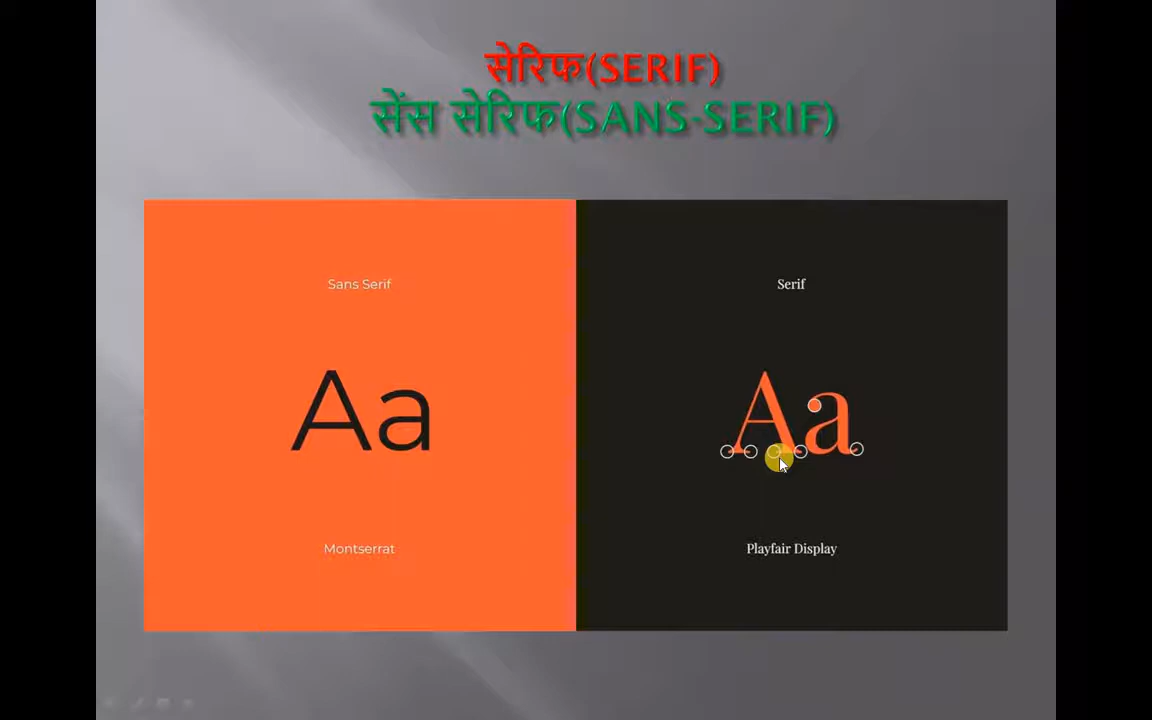 सेरिफ(SERIF)
सेंस सेरिफ(SANS-SERIF)
Sans Serif
Aa
Montserrat
Serif
Aa
Playfair Display